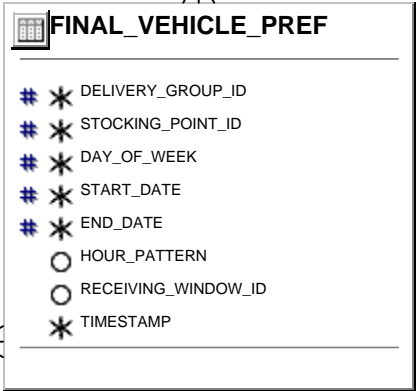 FINAL_VEHICLE_PREF
# * DELIVERY_GROUP_ID
# * STOCKING_POINT_ID
# * DAY_OF_WEEK
# * START_DATE
# * END_DATE
HOUR_PATTERN
RECEIVING_WINDOW_ID
* TIMESTAMP